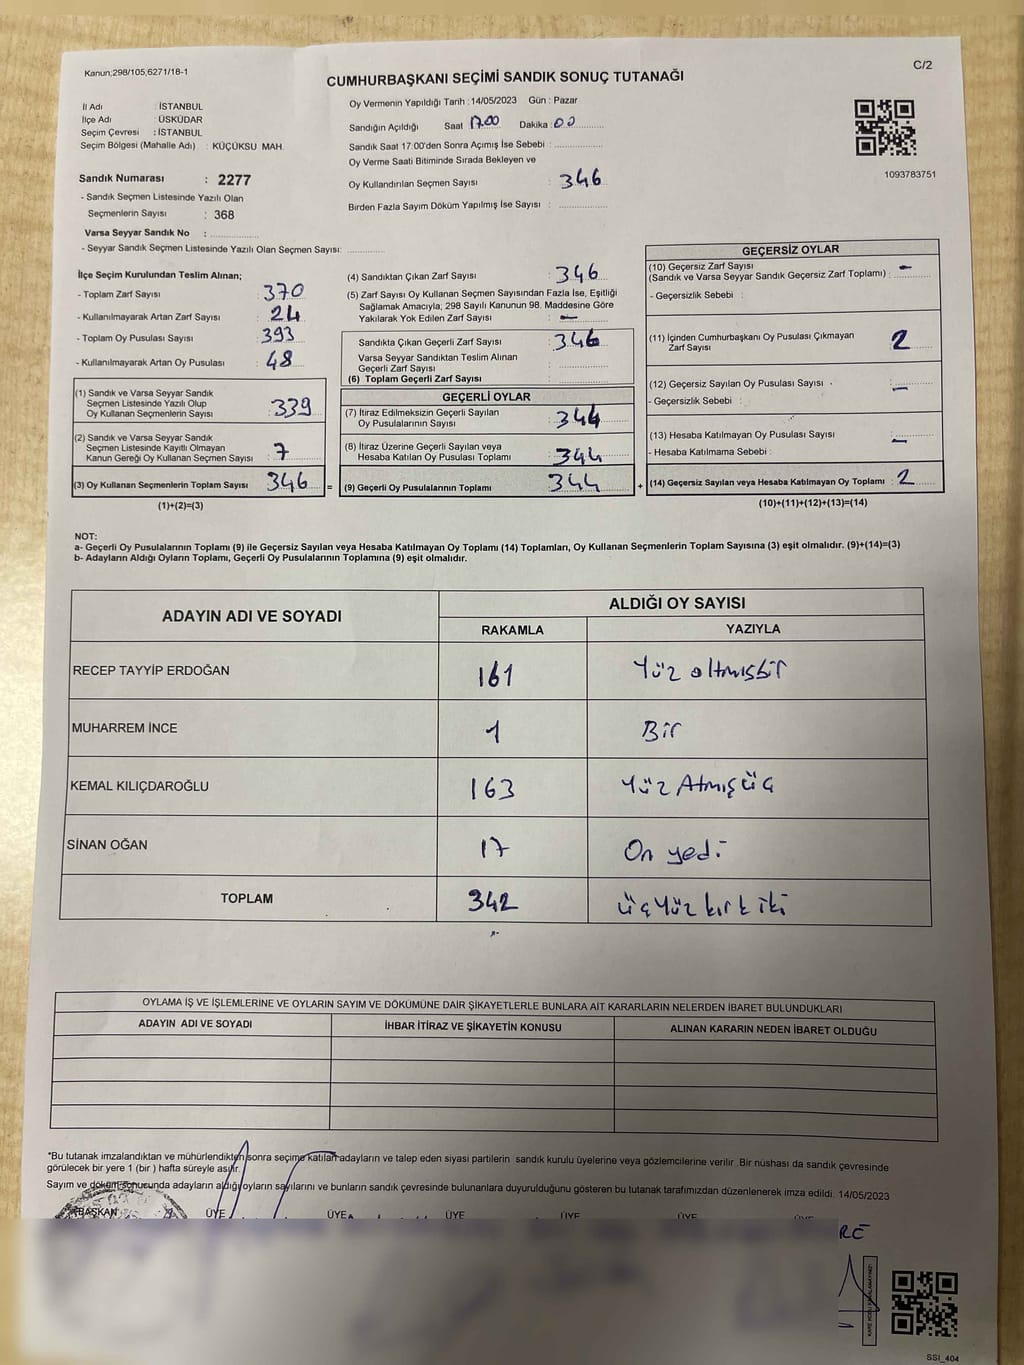 Kanun;298/105,6271/18-1
C/2
CUMHURBAŞKANI SEÇİMİ SANDIK SONUÇ TUTANAĞI
İl Adı : İSTANBUL
İlçe Adı : ÜSKÜDAR
Seçim Çevresi : İSTANBUL
Seçim Bölgesi (Mahalle Adı) : KÜÇÜKSU MAH.
Oy Vermenin Yapıldığı Tarih :14/05/2023 Gün : Pazar
Sandığın Açıldığı Saat 17.00 Dakika :00
Sandık Saat 17:00'den Sonra Açımış İse Sebebi :
Oy Verme Saati Bitiminde Sırada Bekleyen ve
Oy Kullandırılan Seçmen Sayısı : 346
Birden Fazla Sayım Döküm Yapılmış İse Sayısı :
1093783751
Sandık Numarası : 2277
- Sandık Seçmen Listesinde Yazılı Olan
Seçmenlerin Sayısı : 368
Varsa Seyyar Sandık No :
- Seyyar Sandık Seçmen Listesinde Yazılı Olan Seçmen Sayısı:
İlçe Seçim Kurulundan Teslim Alınan;
- Toplam Zarf Sayısı : 370
- Kullanılmayarak Artan Zarf Sayısı : 24
- Toplam Oy Pusulası Sayısı : 393
- Kullanılmayarak Artan Oy Pusulası : 48
(1) Sandık ve Varsa Seyyar Sandık
Seçmen Listesinde Yazılı Olup
Oy Kullanan Seçmenlerin Sayısı : 339
(2) Sandık ve Varsa Seyyar Sandık
Seçmen Listesinde Kayıtlı Olmayan
Kanun Gereği Oy Kullanan Seçmen Sayısı : 7
(3) Oy Kullanan Seçmenlerin Toplam Sayısı : 346
(1)+(2)=(3)
(4) Sandıktan Çıkan Zarf Sayısı : 346
(5) Zarf Sayısı Oy Kullanan Seçmen Sayısından Fazla İse, Eşitliği
Sağlamak Amacıyla; 298 Sayılı Kanunun 98. Maddesine Göre
Yakılarak Yok Edilen Zarf Sayısı : -
Sandıkta Çıkan Geçerli Zarf Sayısı : 346
Varsa Seyyar Sandıktan Teslim Alınan
Geçerli Zarf Sayısı :
(6) Toplam Geçerli Zarf Sayısı :
GEÇERLİ OYLAR
(7) İtiraz Edilmeksizin Geçerli Sayılan
Oy Pusulasının Sayısı : 344
(8) İtiraz Üzerine Geçerli Sayılan veya
Hesaba Katılan Oy Pusulası Toplamı : 344
= (9) Geçerli Oy Pusulalarının Toplamı : 344 +
GEÇERSİZ OYLAR
(10) Geçersiz Zarf Sayısı -
(Sandık ve Varsa Seyyar Sandık Geçersiz Zarf Toplamı) :
- Geçersizlik Sebebi :
(11) İçinden Cumhurbaşkanı Oy Pusulası Çıkmayan
Zarf Sayısı : 2
(12) Geçersiz Sayılan Oy Pusulası Sayısı : -
- Geçersizlik Sebebi :
(13) Hesaba Katılmayan Oy Pusulası Sayısı : -
- Hesaba Katılmama Sebebi :
(14) Geçersiz Sayılan veya Hesaba Katılmayan Oy Toplamı : 2
(10)+(11)+(12)+(13)=(14)
NOT:
a- Geçerli Oy Pusulalarının Toplamı (9) ile Geçersiz Sayılan veya Hesaba Katılmayan Oy Toplamı (14) Toplamları, Oy Kullanan Seçmenlerin Toplam Sayısına (3) eşit olmalıdır. (9)+(14)=(3)
b- Adayların Aldığı Oyların Toplamı, Geçerli Oy Pusulalarının Toplamına (9) eşit olmalıdır.
ADAYIN ADI VE SOYADI
ALDIĞI OY SAYISI
RAKAMLA YAZIYLA
RECEP TAYYİP ERDOĞAN 161 Yüz altmışbir
MUHARREM İNCE 1 Bir
KEMAL KILIÇDAROĞLU 163 Yüz Atmışüç
SİNAN OĞAN 17 On yedi
TOPLAM 342 üçyüz kırk iki
OYLAMA İŞ VE İŞLEMLERİNE VE OYLARIN SAYIM VE DÖKÜMÜNE DAİR ŞİKAYETLERLE BUNLARA AİT KARARLARIN NELERDEN İBARET BULUNDUKLARI
ADAYIN ADI VE SOYADI İHBAR İTİRAZ VE ŞİKAYETİN KONUSU ALINAN KARARIN NEDEN İBARET OLDUĞU
*Bu tutanak imzalandıktan ve mühürlendikten sonra seçime katılan adayların ve talep eden siyasi partilerin sandık kurulu üyelerine veya gözlemcilerine verilir. Bir nüshası da sandık çevresinde
görülecek bir yere 1 (bir ) hafta süreyle asılır.
Sayım ve döküm sonucunda adayların aldığı oyların sayılarını ve bunların sandık çevresinde bulunanlara duyurulduğunu gösteren bu tutanak tarafımızdan düzenlenerek imza edildi. 14/05/2023
BAŞKAN ÜYE ÜYE ÜYE ÜYE ÜYE ÜYE
RE
SSİ_404